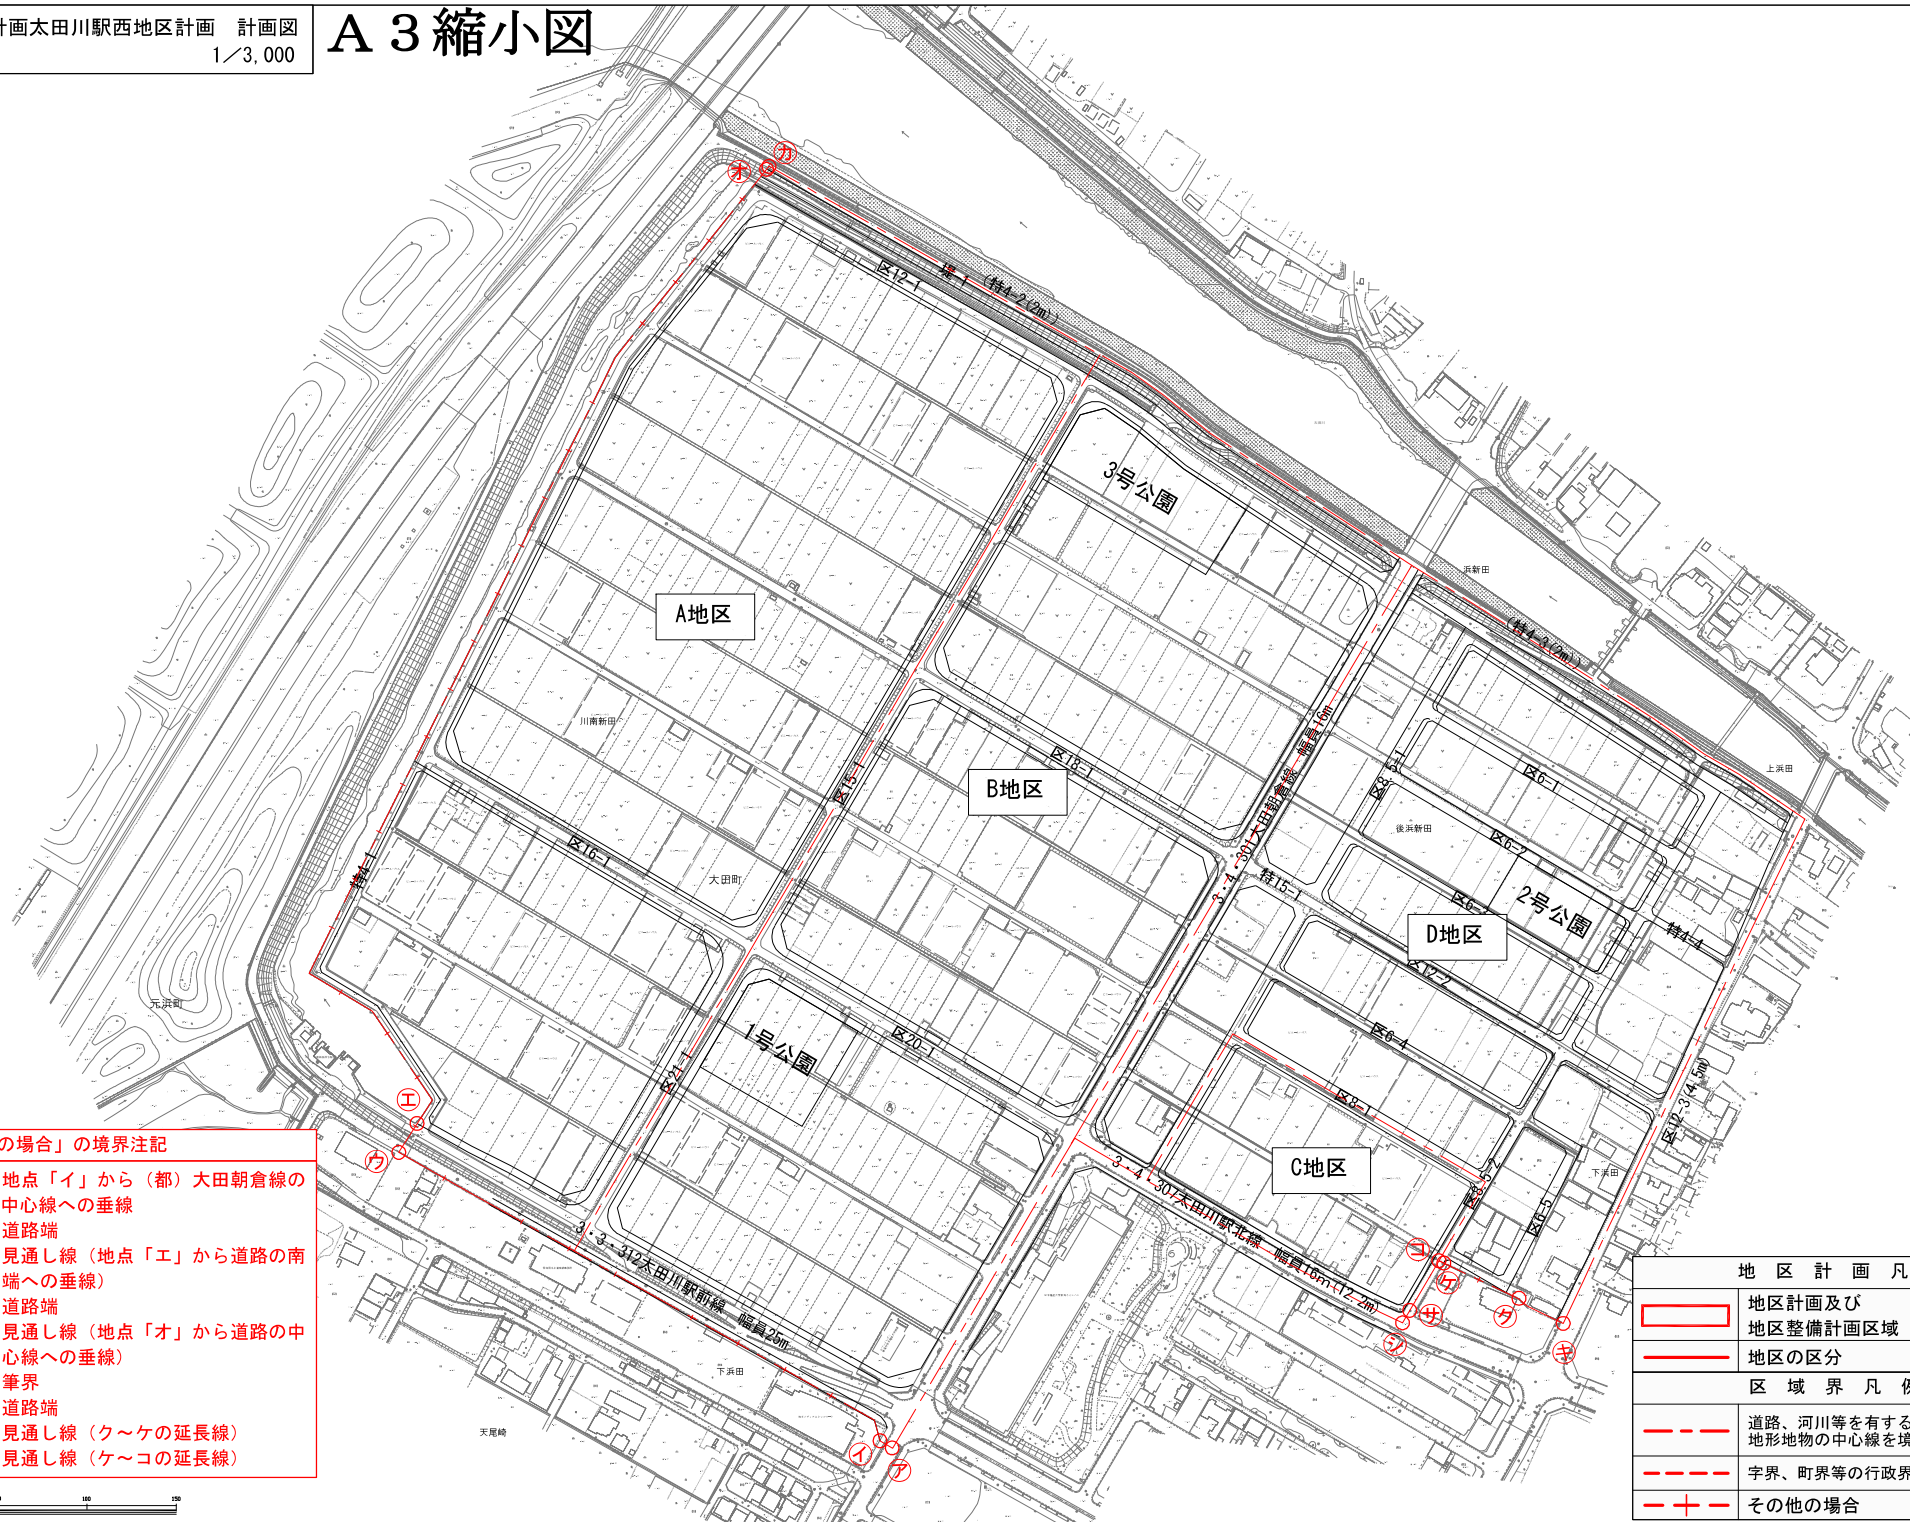 計画太田川駅西地区計画　計画図
1／3,000
Ａ３縮小図
カ
オ
区12-1
堤-1 (特4-2(2m))
3号公園
浜新田
(特4-3(2m))
A地区
川南新田
区15-1
B地区
区18-1
3・4・301大田朝倉線　幅員16m
区8.5-1
区6-1
上浜田
後浜新田
区6-2
特15-1
2号公園
D地区
特4-4
区12-2
区16-1
大田町
特4-1
元浜町
1号公園
区20-1
区21-1
区6-4
区8-1
区12-3(4.5m)
下浜田
C地区
区8.5-2
区6-5
3・4・307太田川駅北線　幅員16m(12.2m)
3・3・312太田川駅前線　幅員25m
下浜田
天尾崎
エ
ウ
イ
ア
コ
ケ
サ
シ
ク
キ
の場合」の境界注記
地点「イ」から（都）大田朝倉線の
中心線への垂線
道路端
見通し線（地点「エ」から道路の南
端への垂線）
道路端
見通し線（地点「オ」から道路の中
心線への垂線）
筆界
道路端
見通し線（ク～ケの延長線）
見通し線（ケ～コの延長線）
100
150
地　区　計　画　凡
地区計画及び
地区整備計画区域
地区の区分
区　域　界　凡　例
道路、河川等を有する
地形地物の中心線を境
字界、町界等の行政界
その他の場合